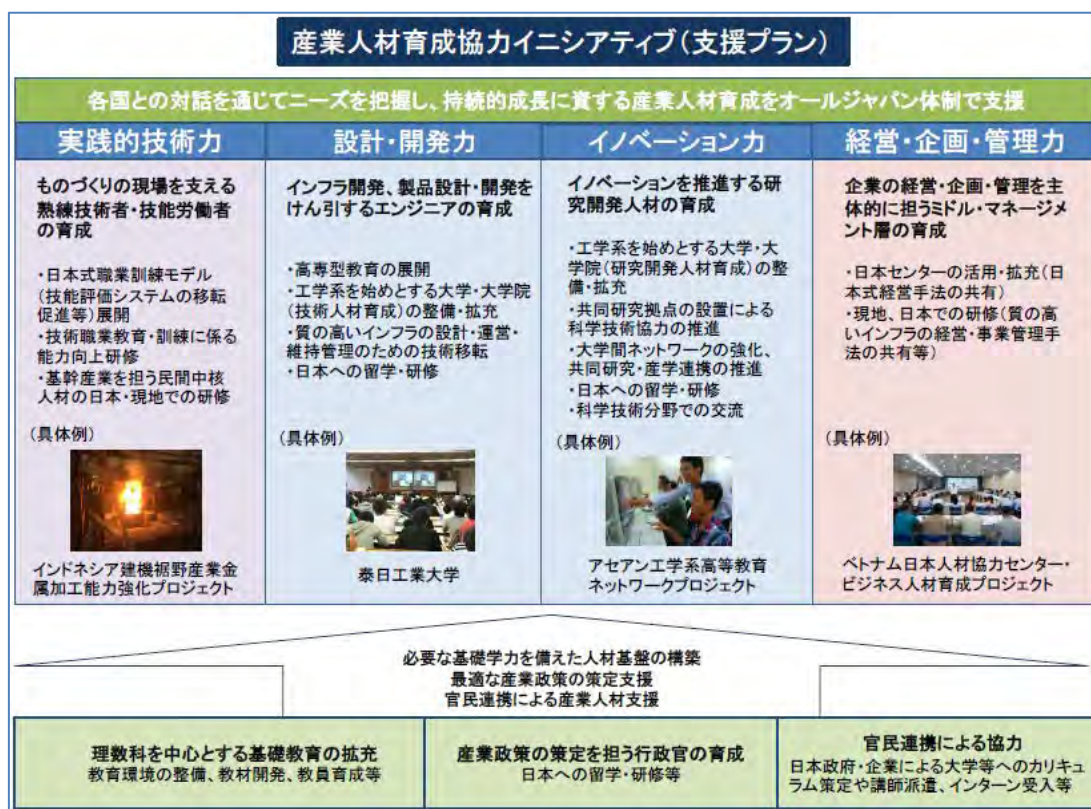 産業人材育成協力イニシアティブ(支援プラン)
各国との対話を通じてニーズを把握し、持続的成長に資する産業人材育成をオールジャパン体制で支援
実践的技術力
ものづくりの現場を支える
熟練技術者・技能労働者
の育成
・日本式職業訓練モデル
(技能評価システムの移転
促進等)展開
・技術職業教育・訓練に係る
能力向上研修
・基幹産業を担う民間中核
人材の日本・現地での研修
(具体例)
インドネシア建機裾野産業金
属加工能力強化プロジェクト
設計・開発力
インフラ開発、製品設計・開発を
けん引するエンジニアの育成
・高専型教育の展開
・工学系を始めとする大学・大学院
(技術人材育成)の整備・拡充
・質の高いインフラの設計・運営・
維持管理のための技術移転
・日本への留学・研修
(具体例)
泰日工業大学
イノベーション力
イノベーションを推進する研
究開発人材の育成
・工学系を始めとする大学・大
学院(研究開発人材育成)の整
備・拡充
・共同研究拠点の設置による
科学技術協力の推進
・大学間ネットワークの強化、
共同研究・産学連携の推進
・日本への留学・研修
・科学技術分野での交流
(具体例)
アセアン工学系高等教育
ネットワークプロジェクト
経営・企画・管理力
企業の経営・企画・管理を主
体的に担うミドル・マネージメ
ント層の育成
・日本センターの活用・拡充(日
本式経営手法の共有)
・現地、日本での研修(質の高
いインフラの経営・事業管理手
法の共有等)
(具体例)
ベトナム日本人材協力センター・
ビジネス人材育成プロジェクト
必要な基礎学力を備えた人材基盤の構築
最適な産業政策の策定支援
官民連携による産業人材支援
理数科を中心とする基礎教育の拡充
教育環境の整備、教材開発、教員育成等
産業政策の策定を担う行政官の育成
日本への留学・研修等
官民連携による協力
日本政府・企業による大学等へのカリキュ
ラム策定や講師派遣、インターン受入等